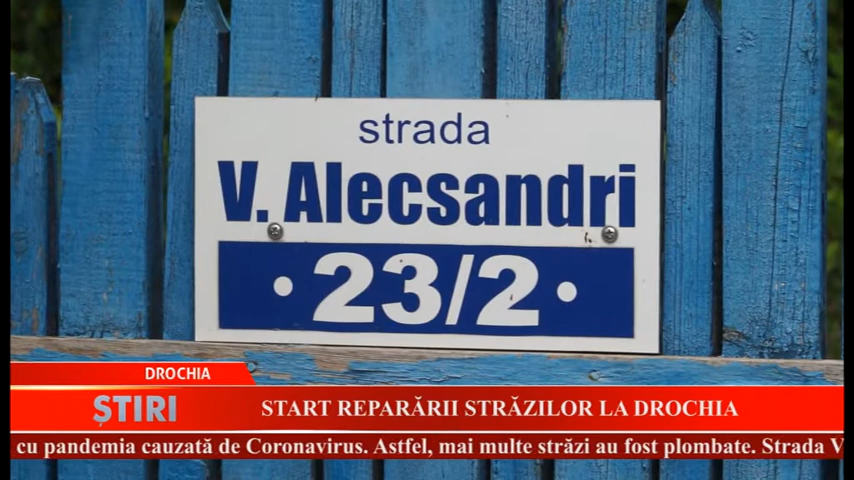 strada
V. Alecsandri
· 23/2 ·
DROCHIA
ȘTIRI
START REPARĂRII STRĂZILOR LA DROCHIA
cu pandemia cauzată de Coronavirus. Astfel, mai multe străzi au fost plombate. Strada V